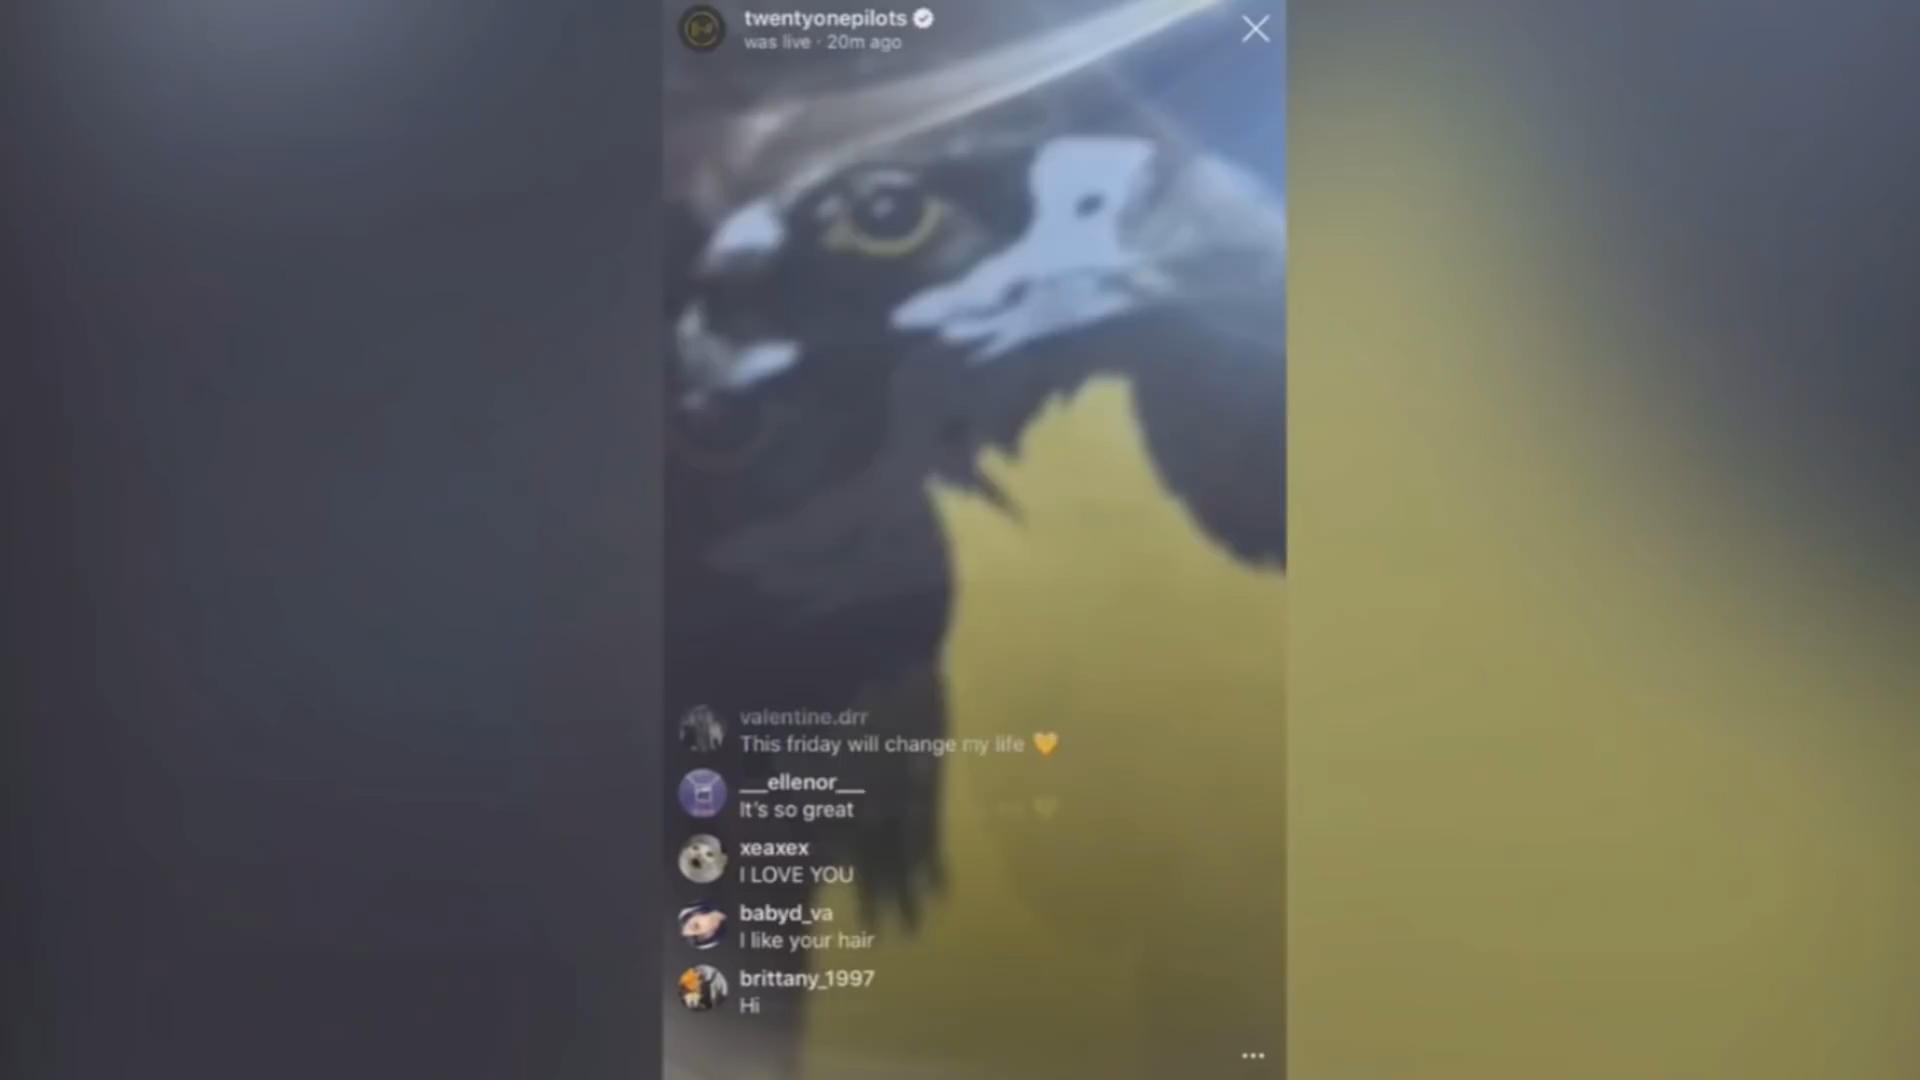 twentyonepilots
was live · 20m ago
valentine.drr
This friday will change my life 🧡
___ellenor___
It's so great
xeaxex
I LOVE YOU
babyd_va
I like your hair
brittany_1997
Hi